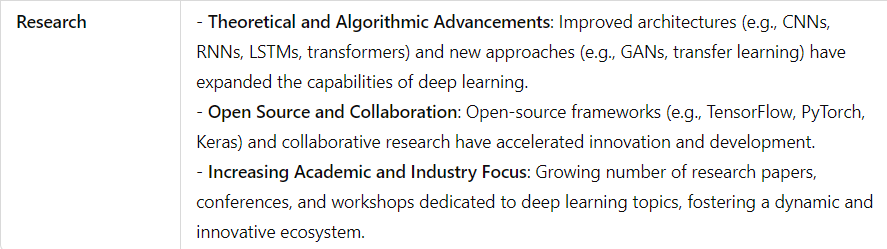 Research
- Theoretical and Algorithmic Advancements: Improved architectures (e.g., CNNs,
RNNs, LSTMs, transformers) and new approaches (e.g., GANs, transfer learning) have
expanded the capabilities of deep learning.
- Open Source and Collaboration: Open-source frameworks (e.g., TensorFlow, PyTorch,
Keras) and collaborative research have accelerated innovation and development.
- Increasing Academic and Industry Focus: Growing number of research papers,
conferences, and workshops dedicated to deep learning topics, fostering a dynamic and
innovative ecosystem.